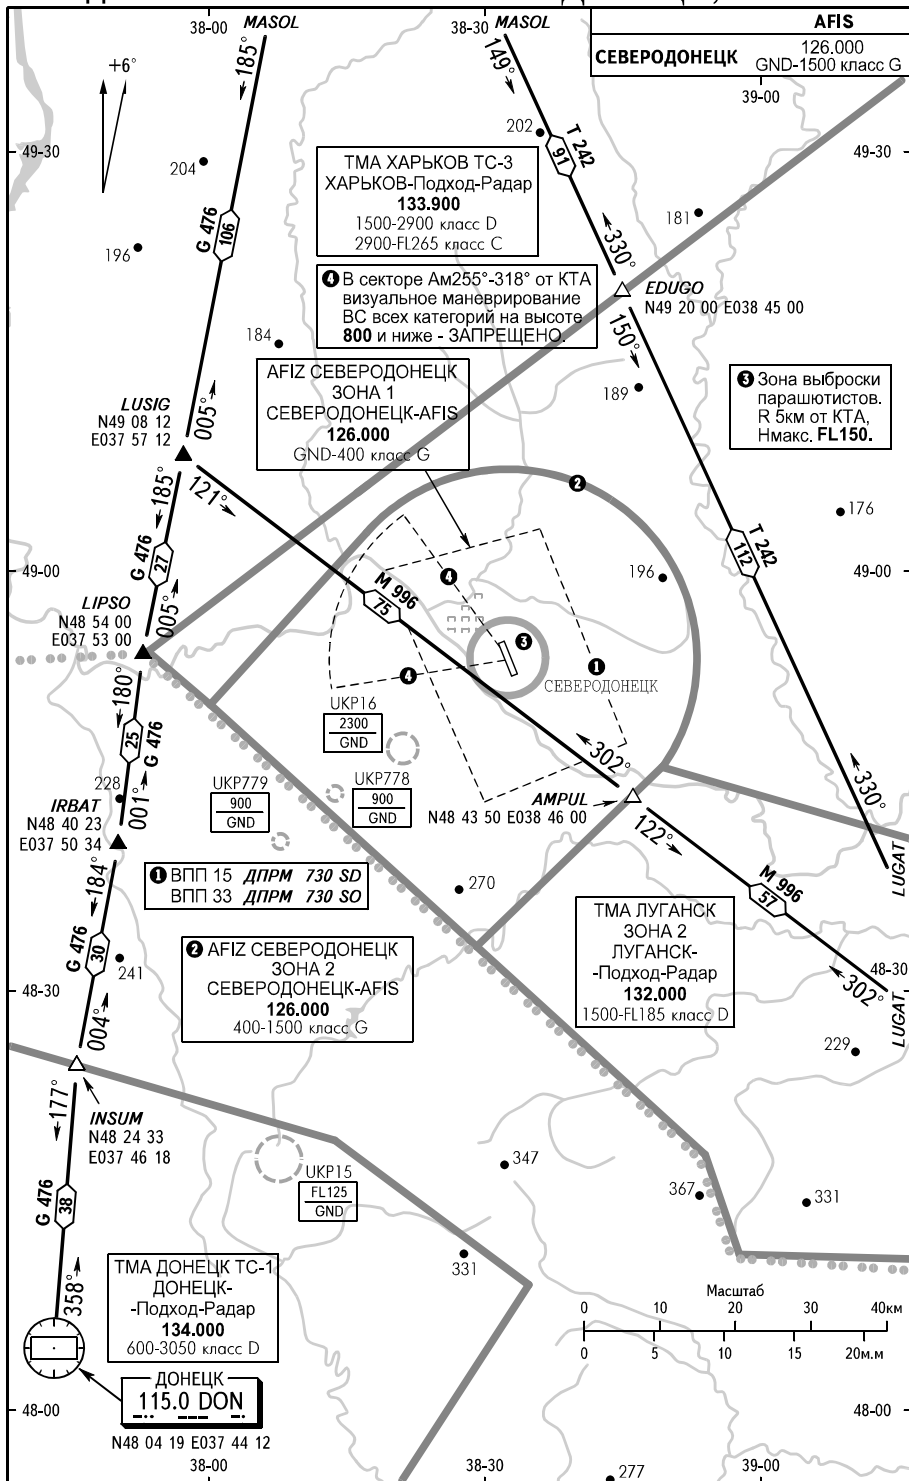 38-00
MASOL
38-30
MASOL
AFIS
СЕВЕРОДОНЕЦК
126.000
GND-1500 класс G
39-00
+6°
185°
149°
202
T 242
91
49-30
49-30
204
ТМА ХАРЬКОВ ТС-3
ХАРЬКОВ-Подход-Радар
133.900
1500-2900 класс D
2900-FL265 класс C
G 476
106
196
181
330°
❹ В секторе Ам255°-318° от КТА
визуальное маневрирование
ВС всех категорий на высоте
800 и ниже - ЗАПРЕЩЕНО.
EDUGO
N49 20 00 E038 45 00
150°
184
189
AFIZ СЕВЕРОДОНЕЦК
ЗОНА 1
СЕВЕРОДОНЕЦК-AFIS
126.000
GND-400 класс G
❸ Зона выброски
парашютистов.
R 5км от КТА,
Hмакс. FL150.
LUSIG
N49 08 12
E037 57 12
005°
185°
121°
❷
176
G 476
27
T 242
112
49-00
49-00
M 996
75
196
❹
LIPSO
N48 54 00
E037 53 00
005°
❸
❹
❶
СЕВЕРОДОНЕЦК
180°
25
G 476
UKP16
2300
GND
302°
228
UKP779
900
GND
UKP778
900
GND
AMPUL
N48 43 50 E038 46 00
330°
IRBAT
N48 40 23
E037 50 34
001°
122°
LUGAT
184°
❶ ВПП 15 ДПРМ 730 SD
ВПП 33 ДПРМ 730 SO
270
M 996
57
G 476
30
241
❷ AFIZ СЕВЕРОДОНЕЦК
ЗОНА 2
СЕВЕРОДОНЕЦК-AFIS
126.000
400-1500 класс G
ТМА ЛУГАНСК
ЗОНА 2
ЛУГАНСК-
-Подход-Радар
132.000
1500-FL185 класс D
48-30
48-30
302°
LUGAT
004°
229
177°
INSUM
N48 24 33
E037 46 18
UKP15
FL125
GND
347
367
331
G 476
38
331
358°
ТМА ДОНЕЦК ТС-1
ДОНЕЦК-
-Подход-Радар
134.000
600-3050 класс D
Масштаб
0 10 20 30 40км
0 5 10 15 20м.м
ДОНЕЦК
115.0 DON
48-00
48-00
N48 04 19 E037 44 12
38-00
38-30
39-00
277